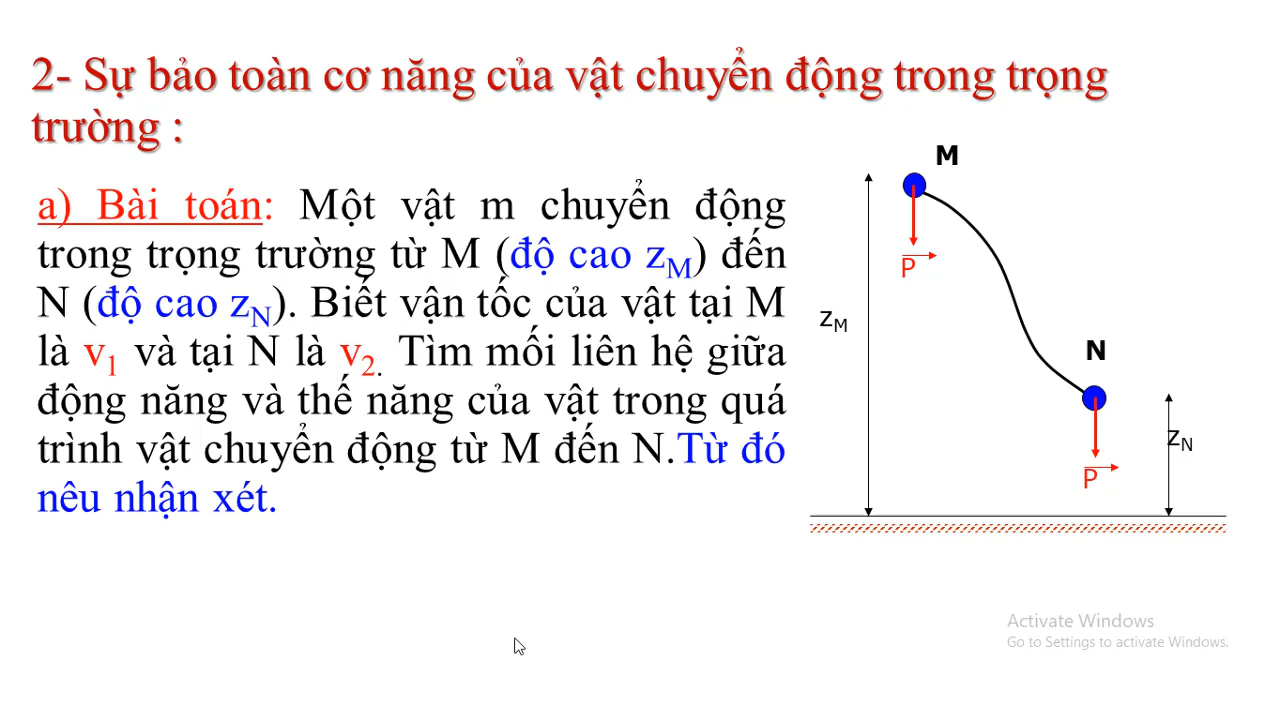 2- Sự bảo toàn cơ năng của vật chuyển động trong trọng
trường :
a) Bài toán: Một vật m chuyển động
trong trọng trường từ M (độ cao zM) đến
N (độ cao zN). Biết vận tốc của vật tại M
là v1 và tại N là v2. Tìm mối liên hệ giữa
động năng và thế năng của vật trong quá
trình vật chuyển động từ M đến N.Từ đó
nêu nhận xét.
M
P
zM
N
zN
P
Activate Windows
Go to Settings to activate Windows.